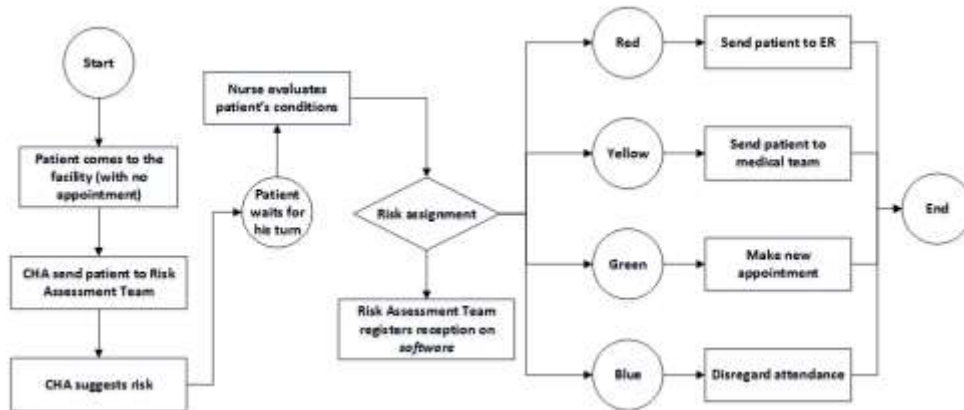 Start
Patient comes to the
facility (with no
appointment)
CHA send patient to Risk
Assessment Team
CHA suggests risk
Patient
waits for
his turn
Nurse evaluates
patient's conditions
Risk assignment
Risk Assessment Team
registers reception on
software
Red
Send patient to ER
Yellow
Send patient to
medical team
Green
Make new
appointment
Blue
Disregard attendance
End